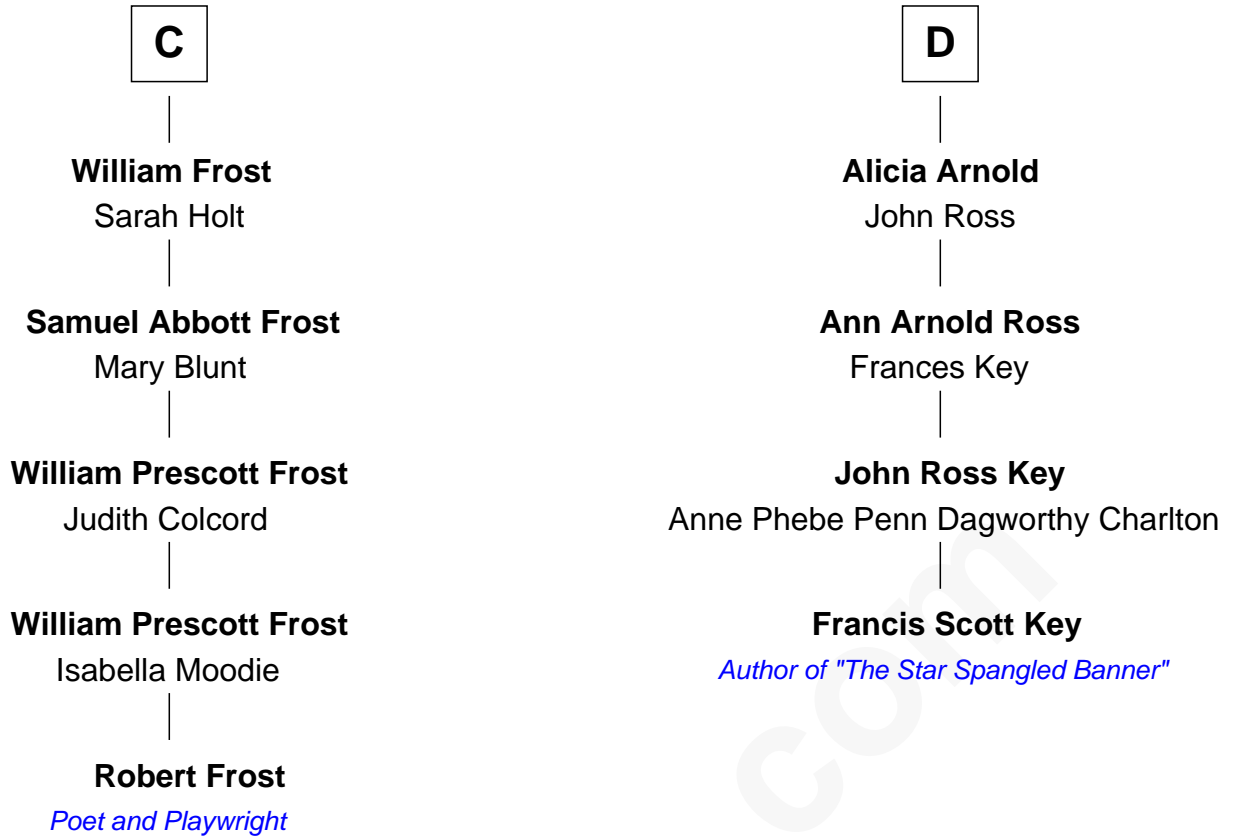 C
William Frost
Sarah Holt
Samuel Abbott Frost
Mary Blunt
William Prescott Frost
Judith Colcord
William Prescott Frost
Isabella Moodie
Robert Frost
Poet and Playwright
D
Alicia Arnold
John Ross
Ann Arnold Ross
Frances Key
John Ross Key
Anne Phebe Penn Dagworthy Charlton
Francis Scott Key
Author of "The Star Spangled Banner"
com